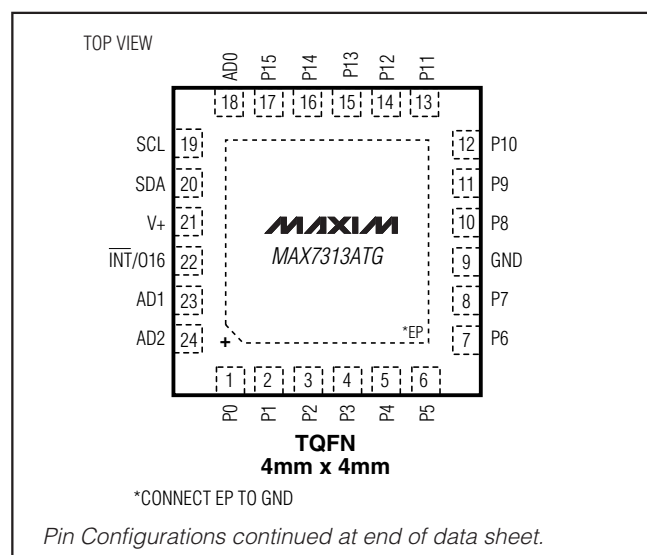 TOP VIEW
AD0 P15 P14 P13 P12 P11
18 17 16 15 14 13
SCL 19
SDA 20
V+ 21
INT/O16 22
AD1 23
AD2 24
12 P10
11 P9
10 P8
9 GND
8 P7
7 P6
MAXIM
MAX7313ATG
*EP
+
1 2 3 4 5 6
P0 P1 P2 P3 P4 P5
TQFN
4mm x 4mm
*CONNECT EP TO GND
Pin Configurations continued at end of data sheet.